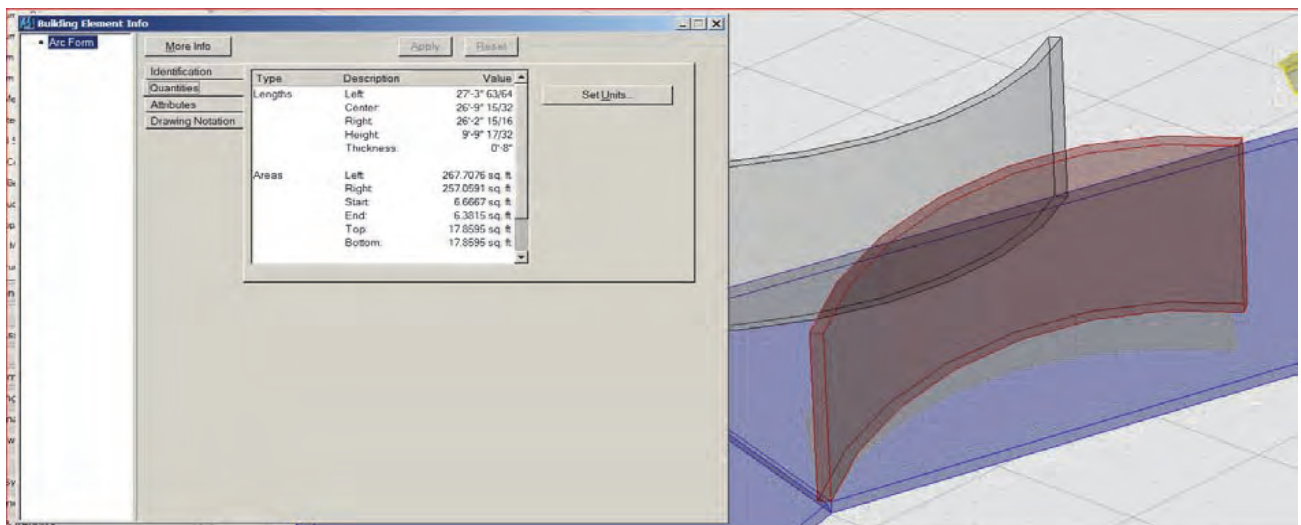 Building Element Info
Arc Form
More Info
Apply
Reset
Identification
Quantities
Attributes
Drawing Notation
Type Description Value
Lengths Left: 27'-3" 63/64
Center: 26'-9" 15/32
Right: 26'-2" 15/16
Height: 9'-9" 17/32
Thickness: 0'-8"
Areas Left: 267.7076 sq. ft
Right: 257.0591 sq. ft
Start: 6.6667 sq. ft
End: 6.3815 sq. ft
Top: 17.8595 sq. ft
Bottom: 17.8595 sq. ft
Set Units...